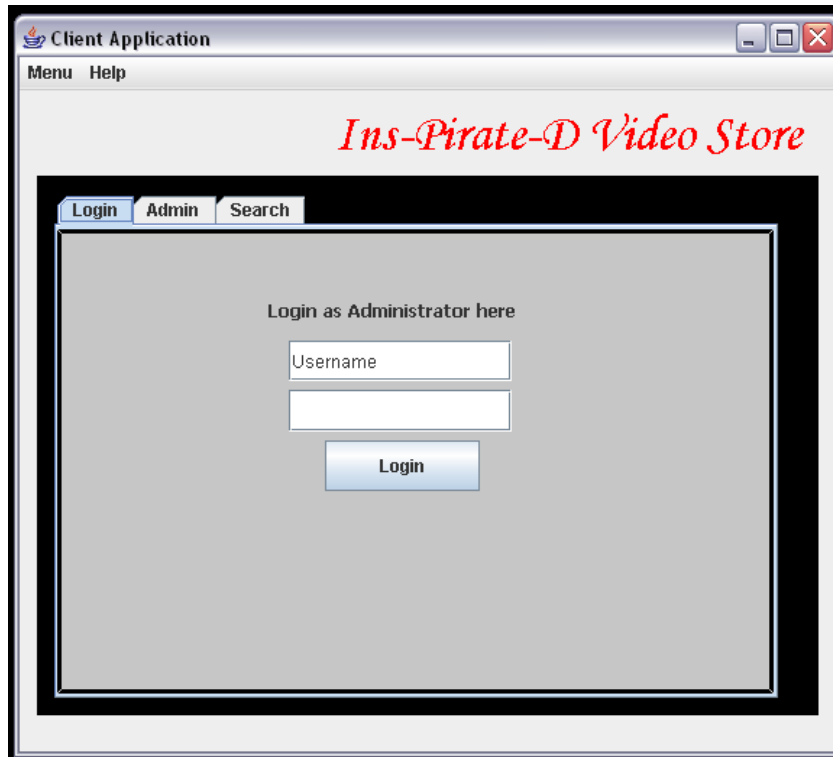 Client Application
Menu Help
Ins-Pirate-D Video Store
Login Admin Search
Login as Administrator here
Username
Login